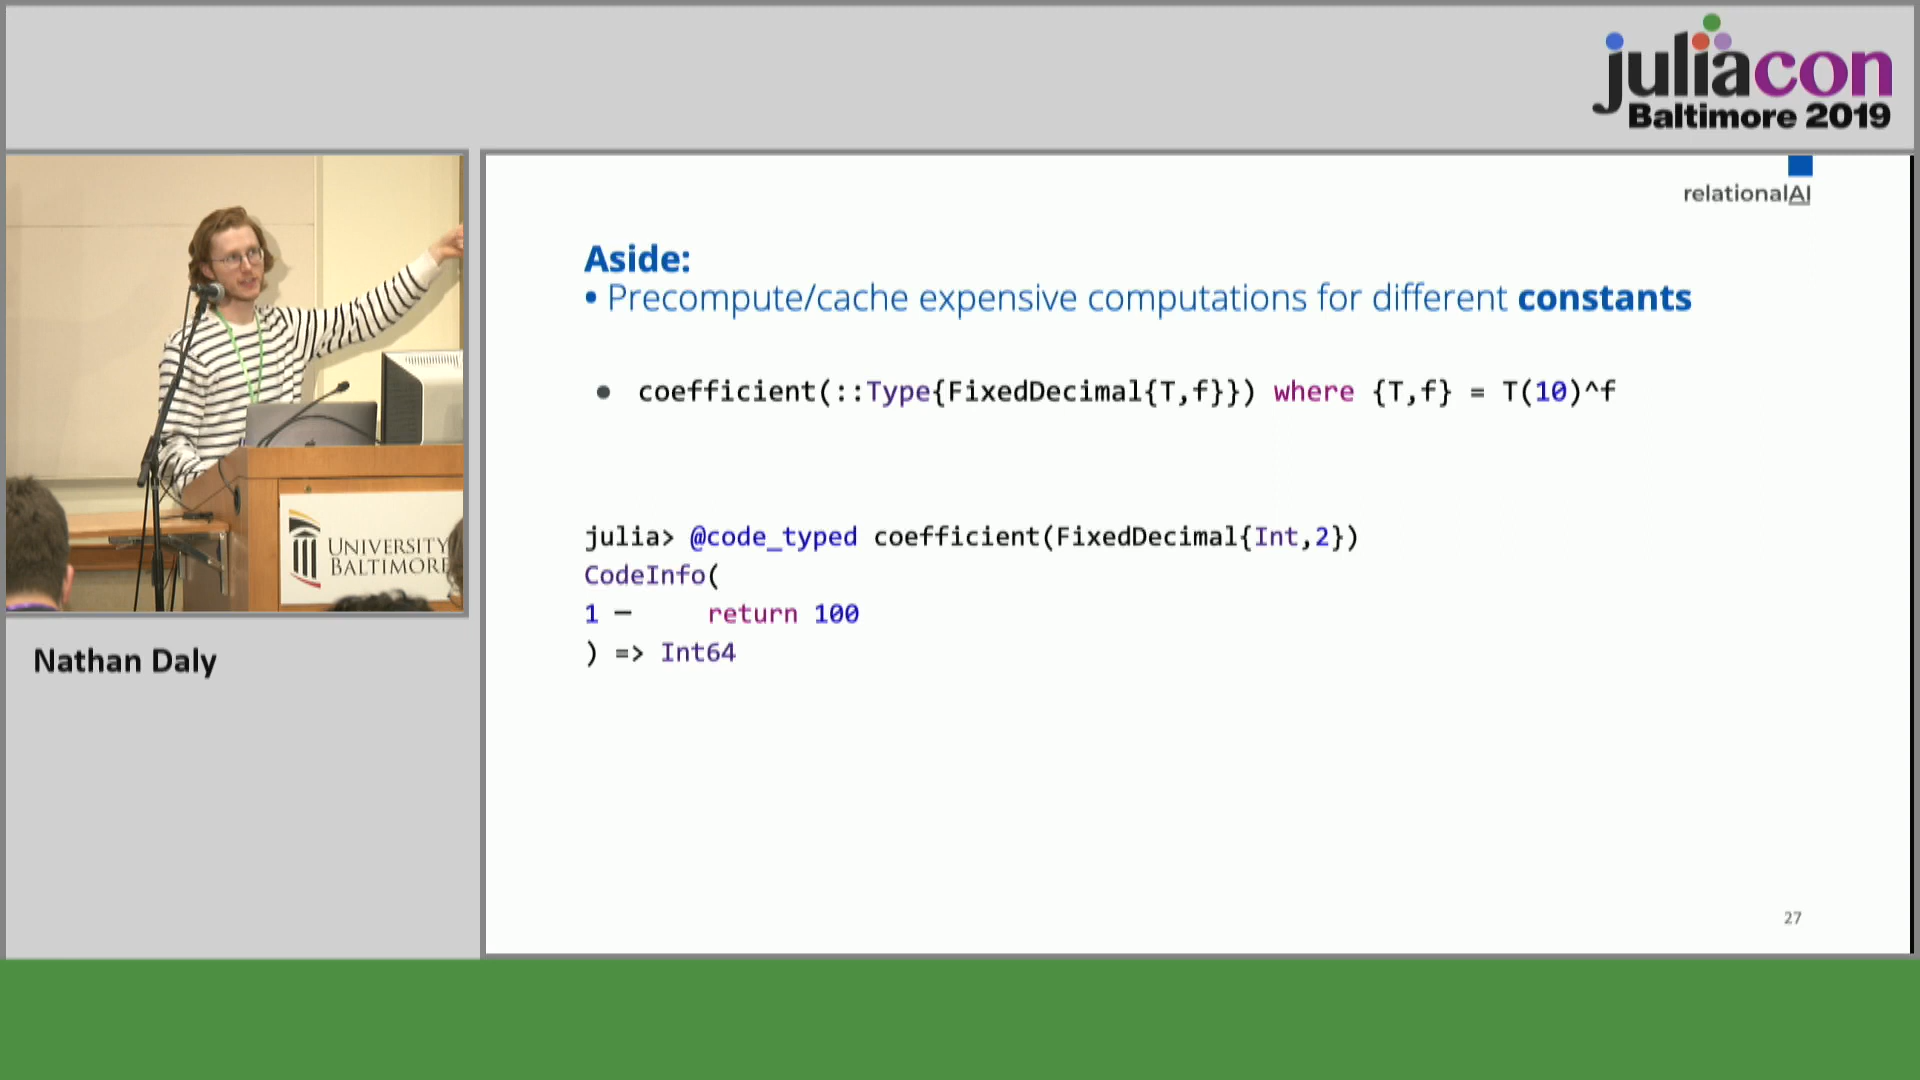 juliacon
Baltimore 2019
relationalAI
Aside:
• Precompute/cache expensive computations for different constants
● coefficient(::Type{FixedDecimal{T,f}}) where {T,f} = T(10)^f
julia> @code_typed coefficient(FixedDecimal{Int,2})
CodeInfo(
1 —     return 100
) => Int64
27
UNIVERSITY
BALTIMORE
Nathan Daly